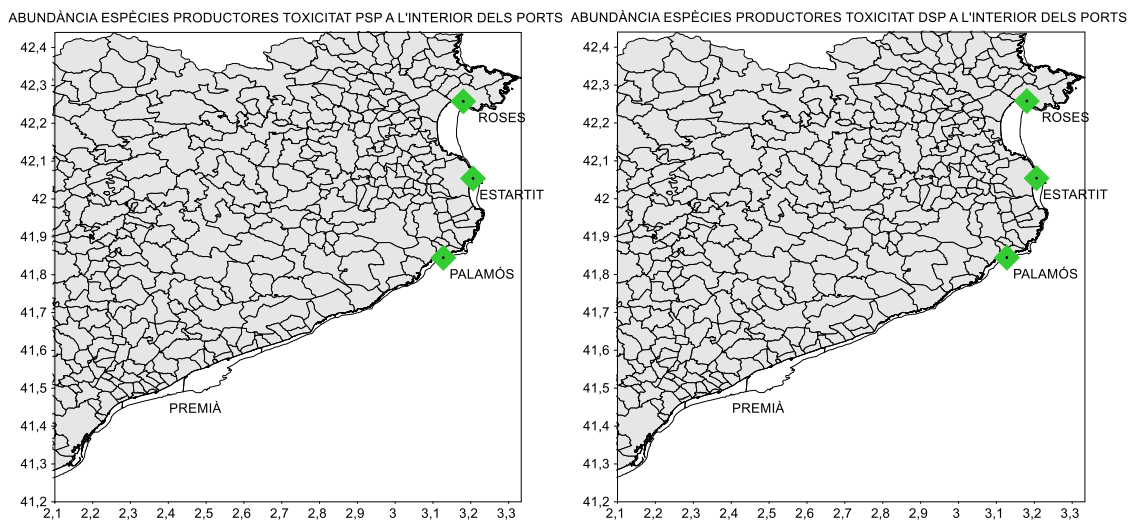 ABUNDÀNCIA ESPÈCIES PRODUCTORES TOXICITAT PSP A L'INTERIOR DELS PORTS
42,4
42,3
42,2
42,1
42
41,9
41,8
41,7
41,6
41,5
41,4
41,3
41,2
2,1 2,2 2,3 2,4 2,5 2,6 2,7 2,8 2,9 3 3,1 3,2 3,3
ROSES
ESTARTIT
PALAMÓS
PREMIÀ
ABUNDÀNCIA ESPÈCIES PRODUCTORES TOXICITAT DSP A L'INTERIOR DELS PORTS
42,4
42,3
42,2
42,1
42
41,9
41,8
41,7
41,6
41,5
41,4
41,3
41,2
2,1 2,2 2,3 2,4 2,5 2,6 2,7 2,8 2,9 3 3,1 3,2 3,3
ROSES
ESTARTIT
PALAMÓS
PREMIÀ